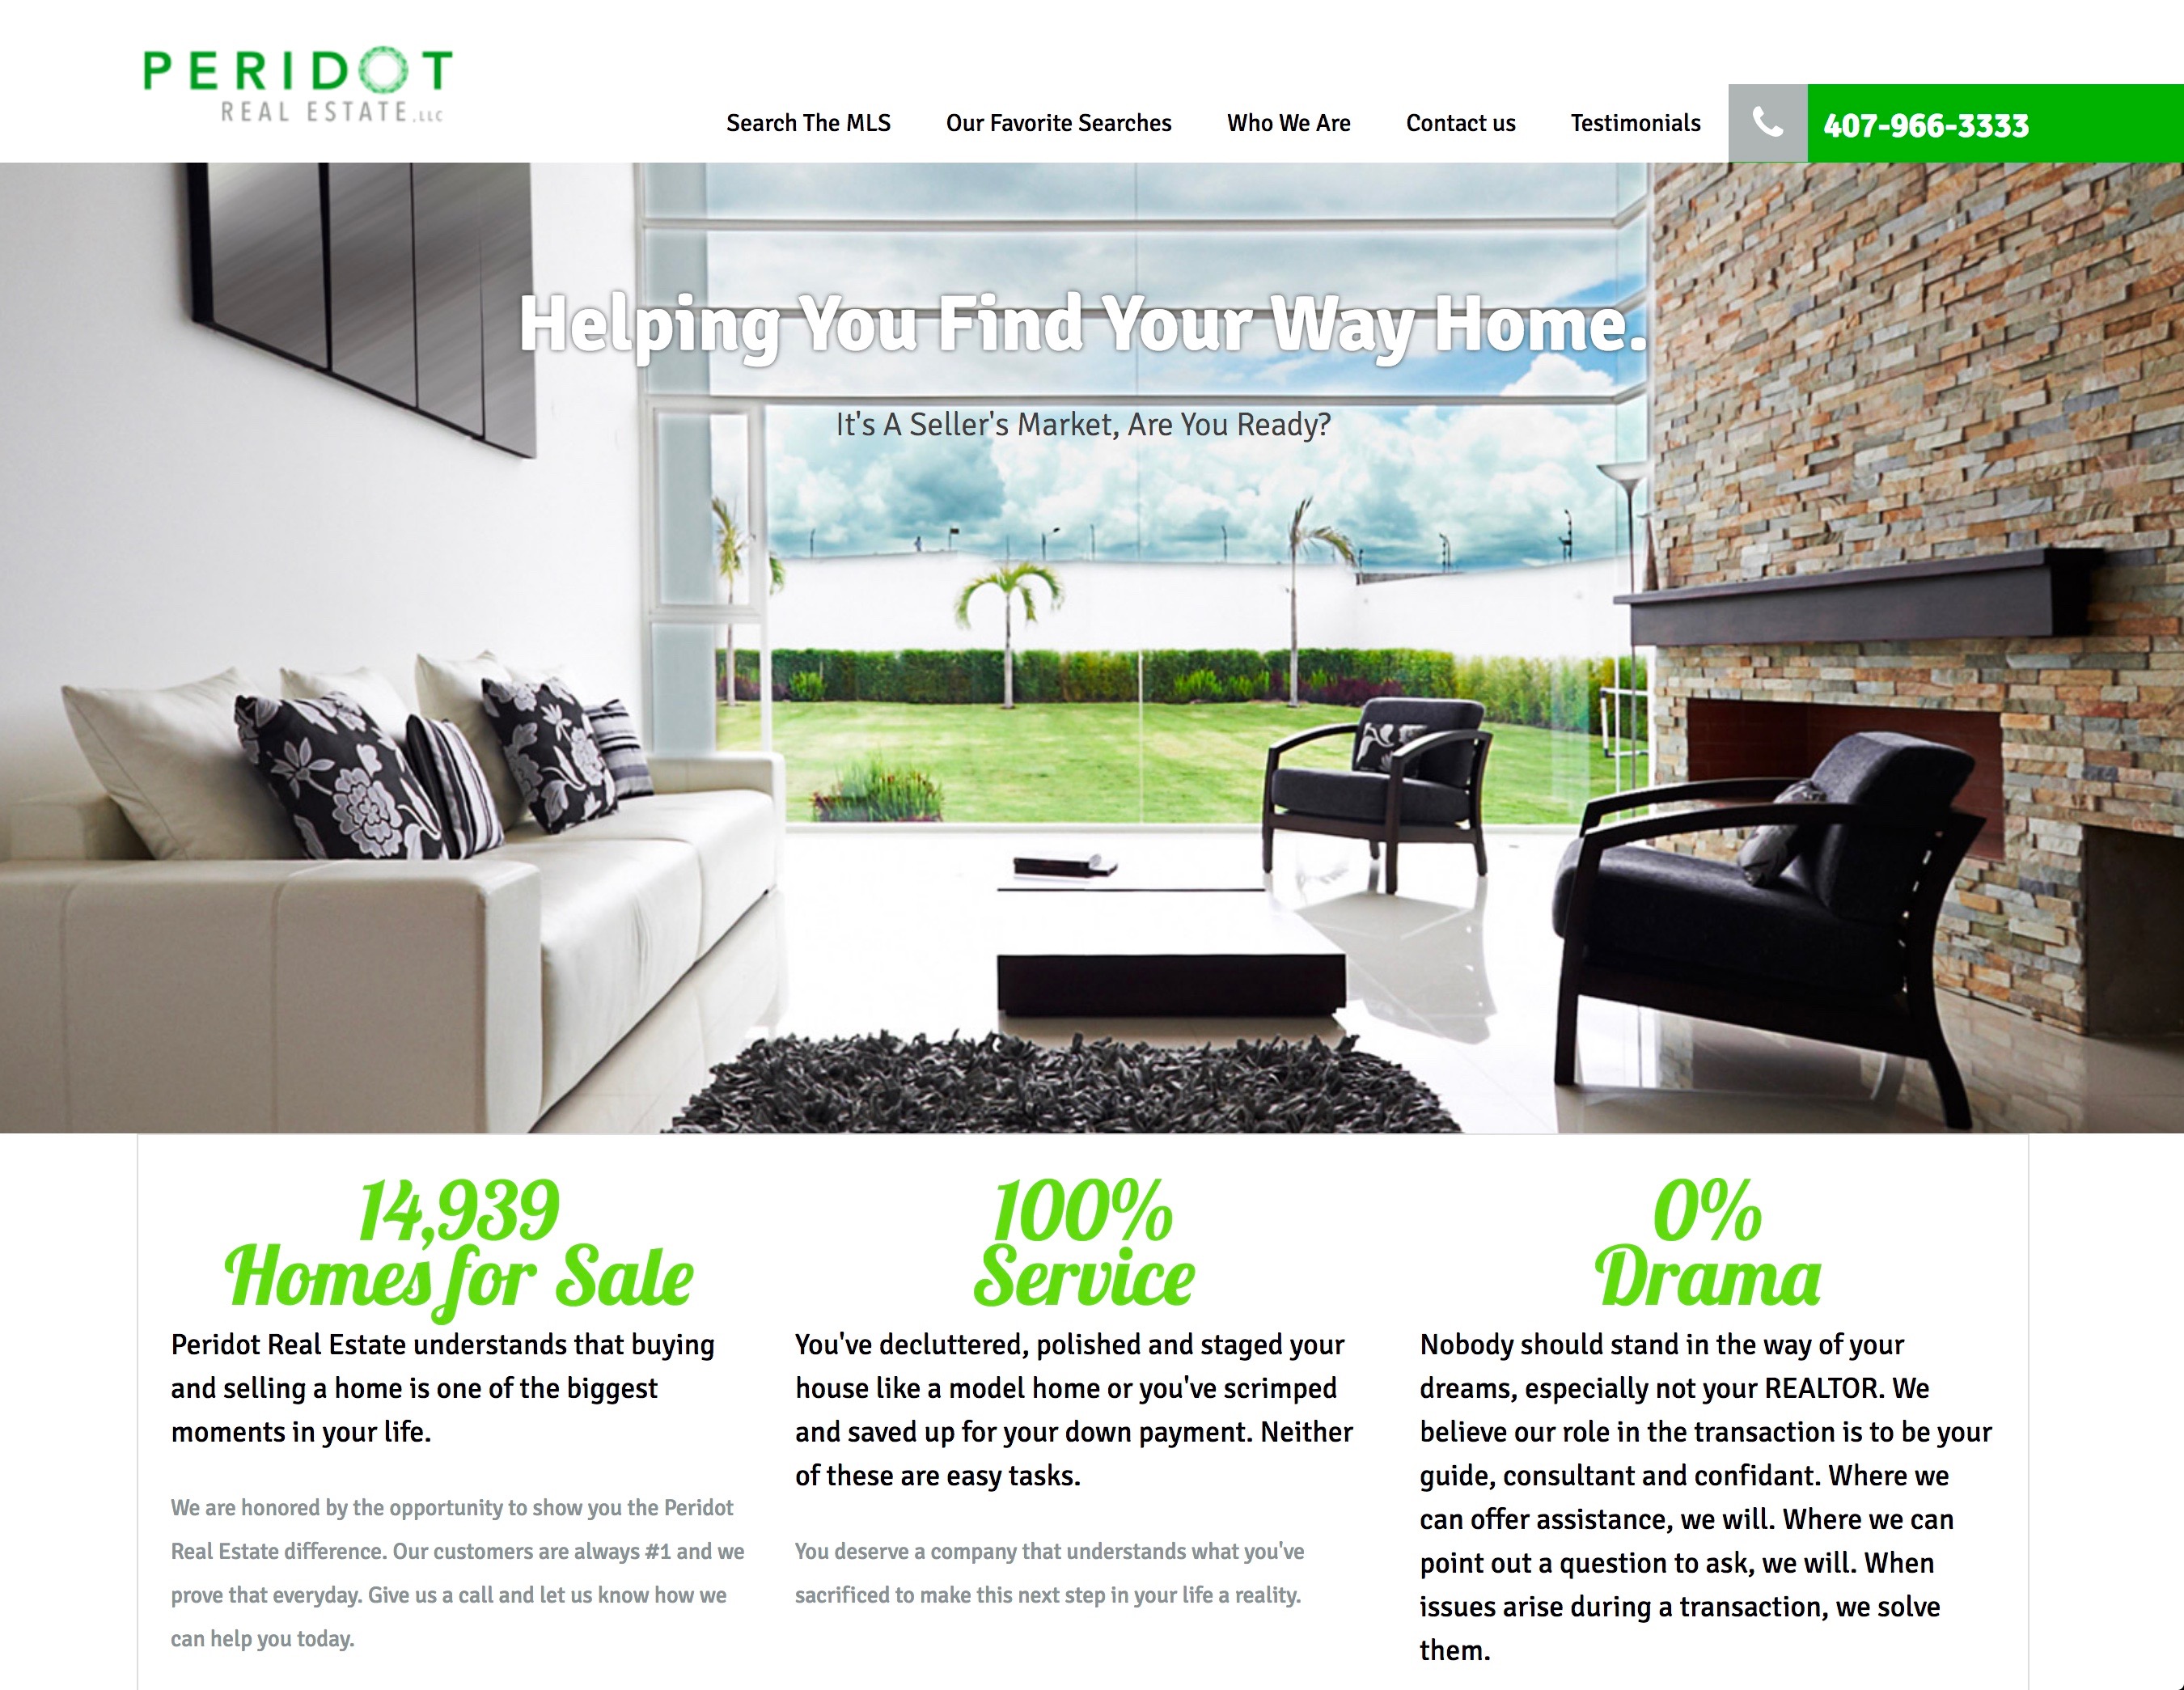 PERIDOT
REAL ESTATE, LLC
Search The MLS
Our Favorite Searches
Who We Are
Contact us
Testimonials
407-966-3333
Helping You Find Your Way Home.
It's A Seller's Market, Are You Ready?
14,939
Homes for Sale
Peridot Real Estate understands that buying
and selling a home is one of the biggest
moments in your life.
We are honored by the opportunity to show you the Peridot
Real Estate difference. Our customers are always #1 and we
prove that everyday. Give us a call and let us know how we
can help you today.
100%
Service
You've decluttered, polished and staged your
house like a model home or you've scrimped
and saved up for your down payment. Neither
of these are easy tasks.
You deserve a company that understands what you've
sacrificed to make this next step in your life a reality.
0%
Drama
Nobody should stand in the way of your
dreams, especially not your REALTOR. We
believe our role in the transaction is to be your
guide, consultant and confidant. Where we
can offer assistance, we will. Where we can
point out a question to ask, we will. When
issues arise during a transaction, we solve
them.